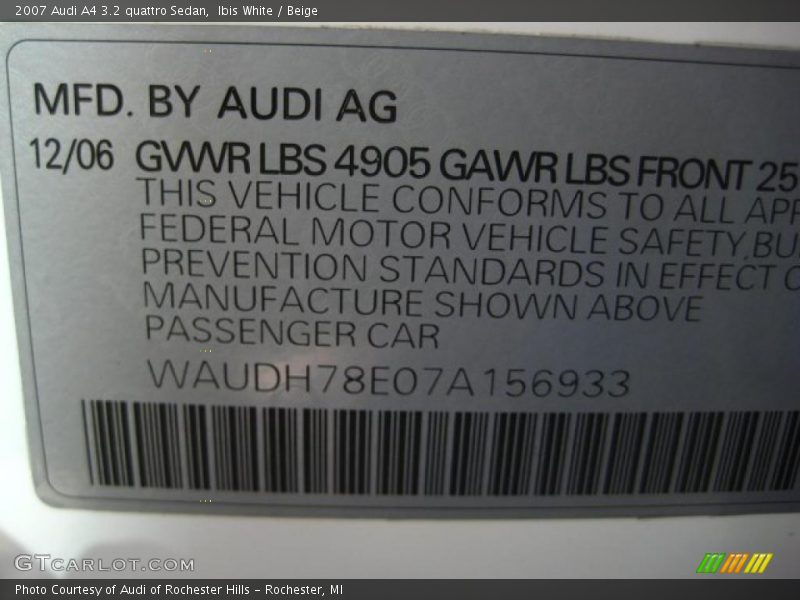 2007 Audi A4 3.2 quattro Sedan, Ibis White / Beige
MFD. BY AUDI AG
12/06 GVWR LBS 4905 GAWR LBS FRONT 25
THIS VEHICLE CONFORMS TO ALL APP
FEDERAL MOTOR VEHICLE SAFETY, BU
PREVENTION STANDARDS IN EFFECT O
MANUFACTURE SHOWN ABOVE
PASSENGER CAR
WAUDH78E07A156933
GTCARLOT.COM
Photo Courtesy of Audi of Rochester Hills - Rochester, MI